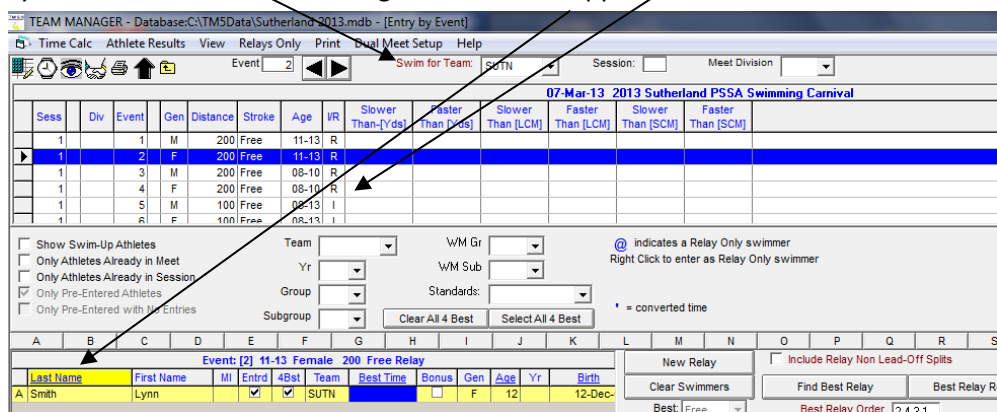 TEAM MANAGER - Database:C:\TM5Data\Sutherland 2013.mdb - [Entry by Event]
Time Calc Athlete Results View Relays Only Print Dual Meet Setup Help
Event 2 Swim for Team: SUTN Session: Meet Division
07-Mar-13 2013 Sutherland PSSA Swimming Carnival
Sess Div Event Gen Distance Stroke Age I/R Slower Than-[Yds] Faster Than [Yds] Slower Than [LCM] Faster Than [LCM] Slower Than [SCM] Faster Than [SCM]
1 1 M 200 Free 11-13 R
1 2 F 200 Free 11-13 R
1 3 M 200 Free 08-10 R
1 4 F 200 Free 08-10 R
1 5 M 100 Free 08-13 I
1 6 F 100 Free 08-13 I
Show Swim-Up Athletes Team WM Gr @ indicates a Relay Only swimmer
Only Athletes Already in Meet Right Click to enter as Relay Only swimmer
Only Athletes Already in Session Yr WM Sub
Only Pre-Entered Athletes Group Standards:
Only Pre-Entered with No Entries Subgroup Clear All 4 Best Select All 4 Best ' = converted time
A B C D E F G H I J K L M N O P Q R S
Event: [2] 11-13 Female 200 Free Relay New Relay Include Relay Non Lead-Off Splits
Last Name First Name MI Entrd 4Bst Team Best Time Bonus Gen Age Yr Birth Clear Swimmers Find Best Relay Best Relay R
A Smith Lynn SUTN F 12 12-Dec-
Best: Free Best Relay Order 2,4,3,1